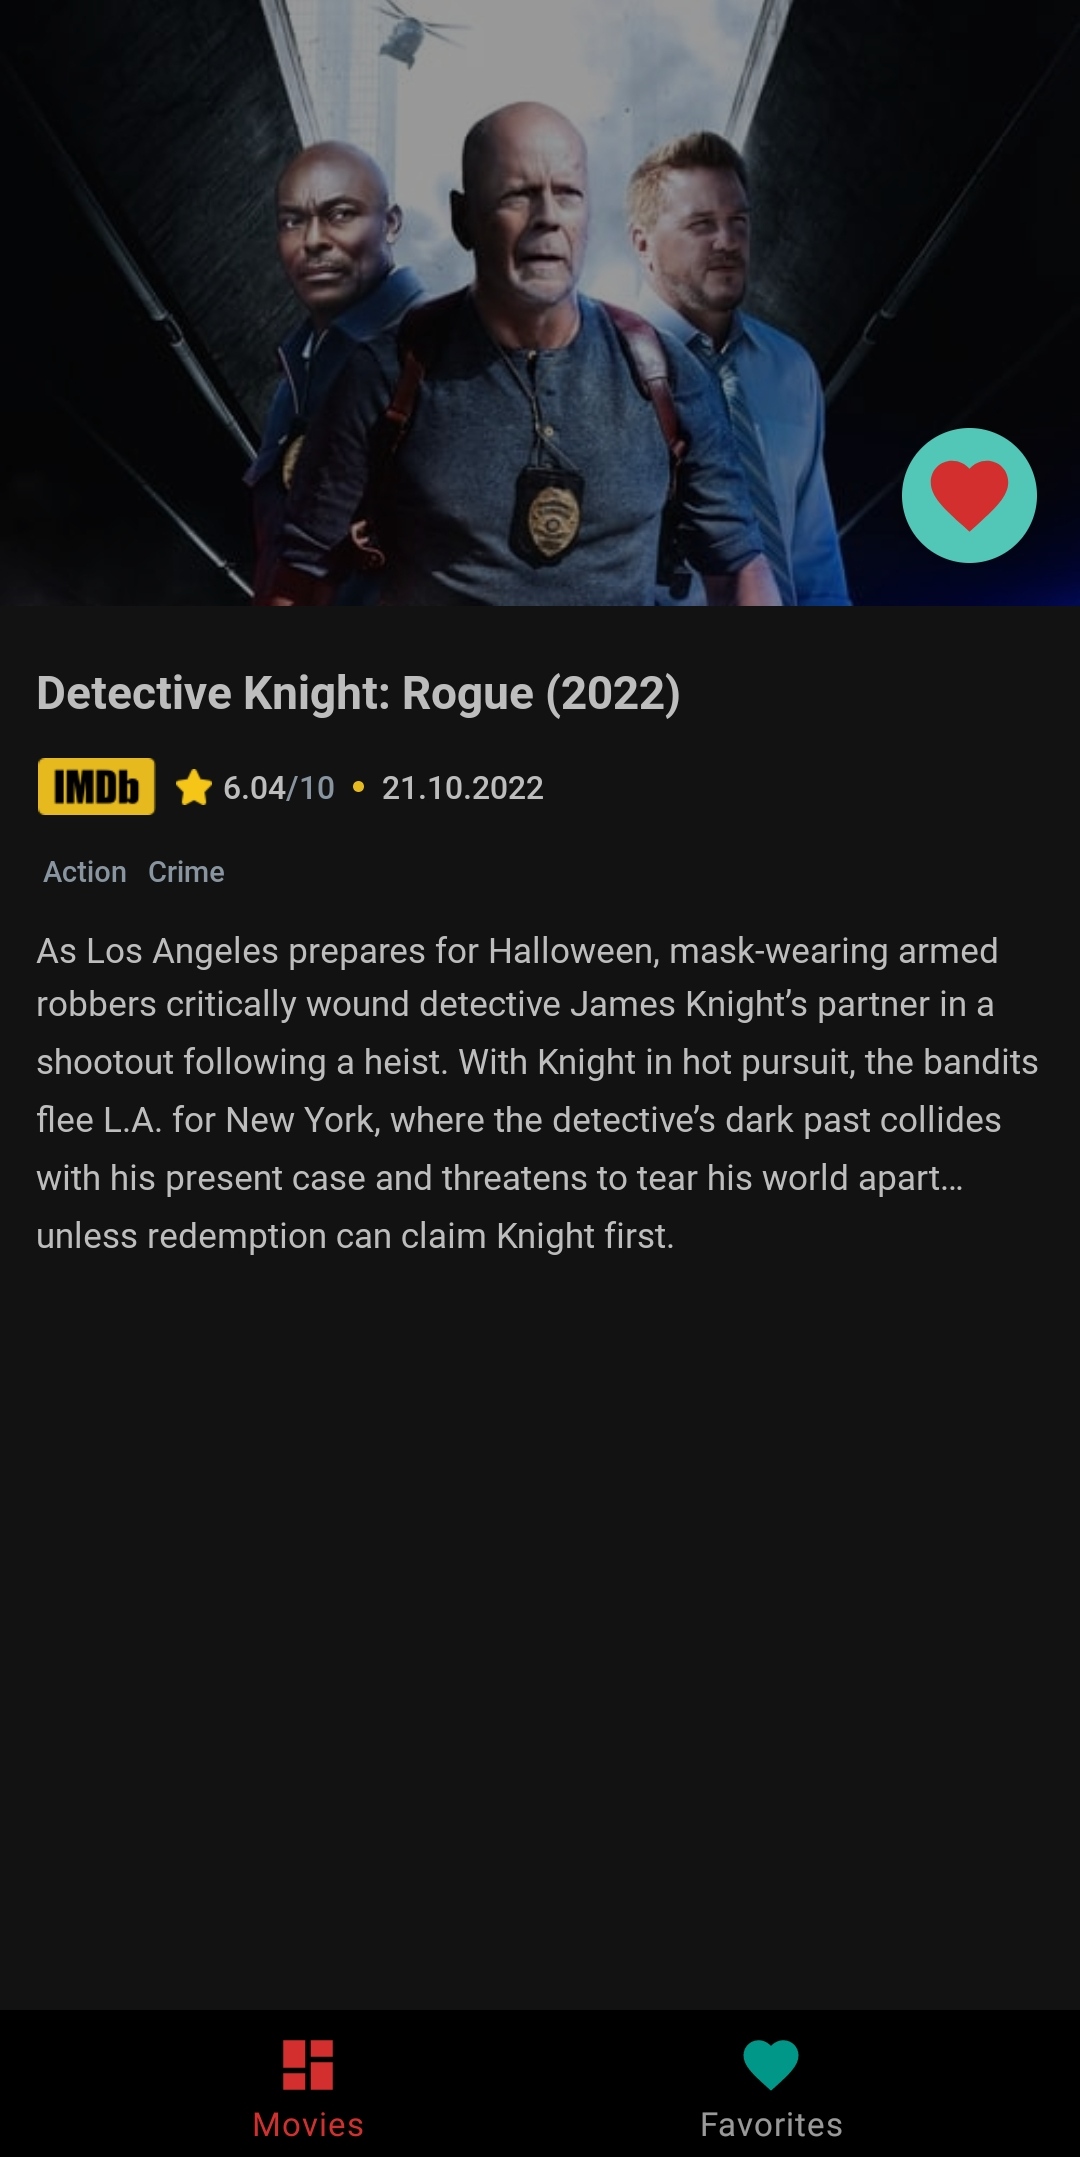 Detective Knight: Rogue (2022)
IMDb 6.04/10 • 21.10.2022
Action Crime
As Los Angeles prepares for Halloween, mask-wearing armed
robbers critically wound detective James Knight’s partner in a
shootout following a heist. With Knight in hot pursuit, the bandits
flee L.A. for New York, where the detective’s dark past collides
with his present case and threatens to tear his world apart…
unless redemption can claim Knight first.
Movies Favorites